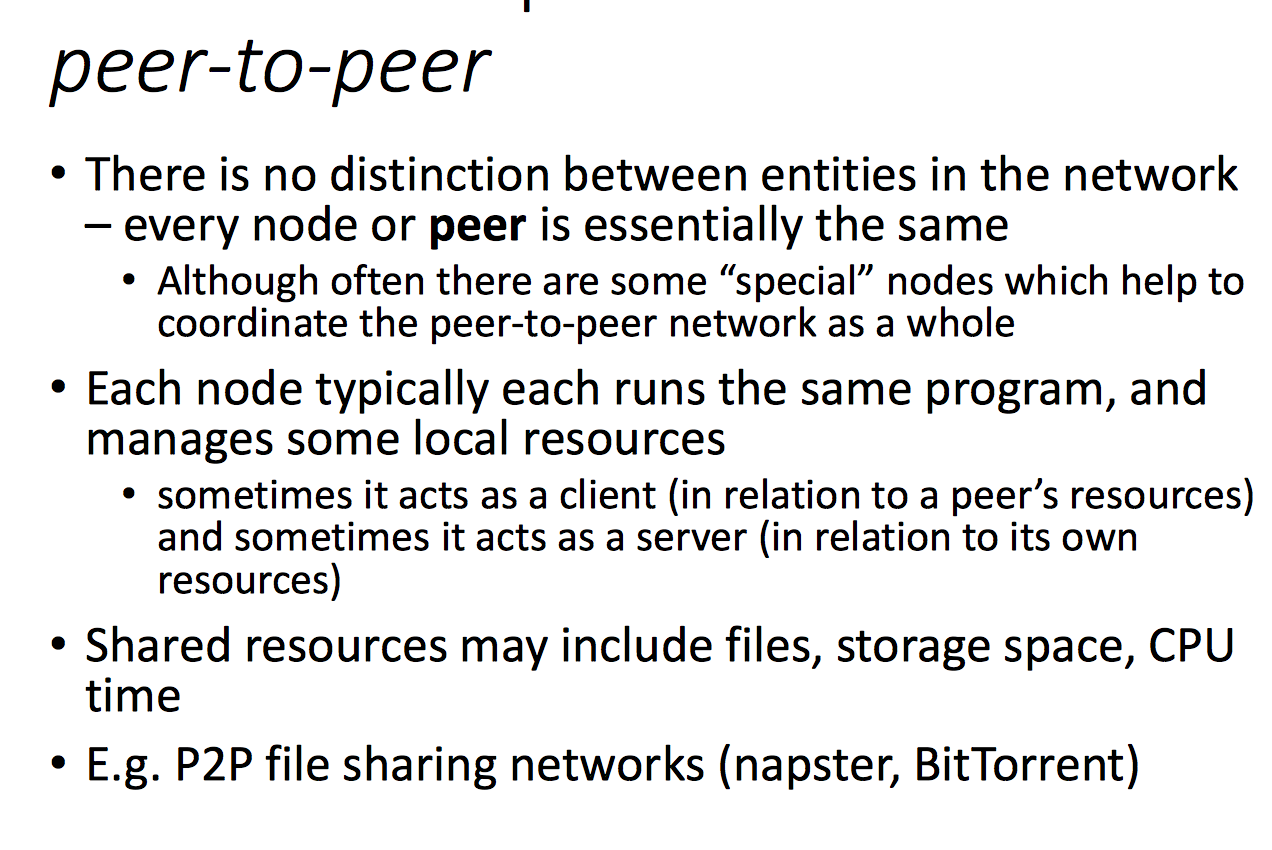 peer-to-peer
• There is no distinction between entities in the network
– every node or peer is essentially the same
• Although often there are some “special” nodes which help to
coordinate the peer-to-peer network as a whole
• Each node typically each runs the same program, and
manages some local resources
• sometimes it acts as a client (in relation to a peer’s resources)
and sometimes it acts as a server (in relation to its own
resources)
• Shared resources may include files, storage space, CPU
time
• E.g. P2P file sharing networks (napster, BitTorrent)